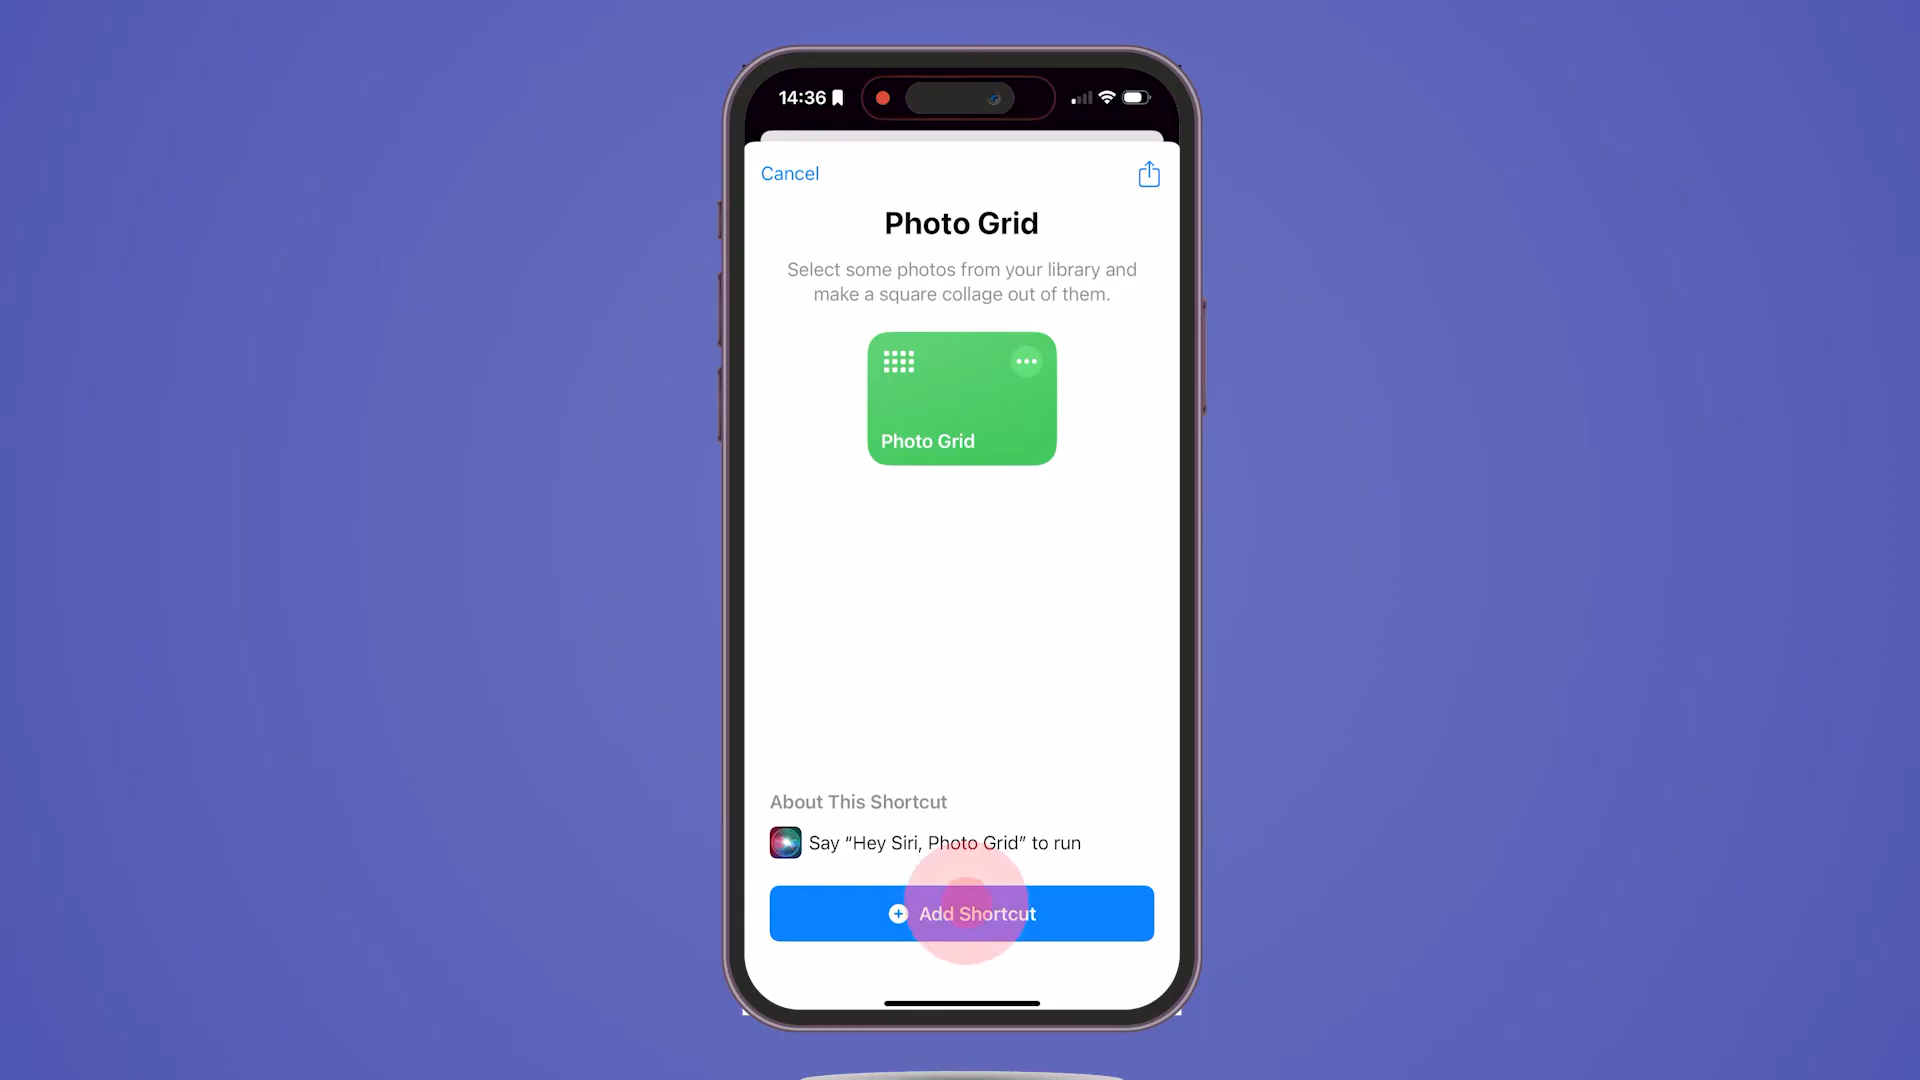 14:36
Cancel
Photo Grid
Select some photos from your library and
make a square collage out of them.
Photo Grid
About This Shortcut
Say “Hey Siri, Photo Grid” to run
Add Shortcut